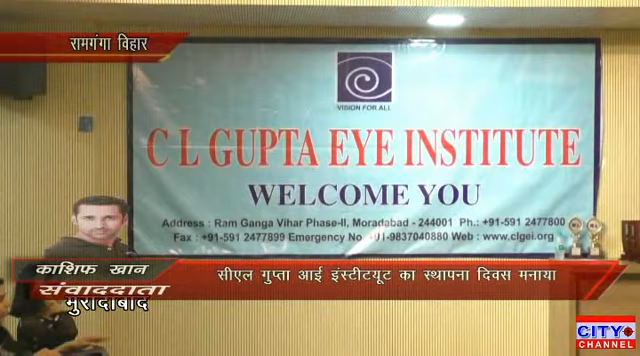 रामगंगा विहार
VISION FOR ALL
C L GUPTA EYE INSTITUTE
WELCOME YOU
Address : Ram Ganga Vihar Phase-II, Moradabad - 244001 Ph.: +91-591 2477800
Fax : +91-591 2477899 Emergency No. +91-9837040880 Web : www.clgei.org
काशिफ खान
सीएल गुप्ता आई इंस्टीटयूट का स्थापना दिवस मनाया
संवाददाता
मुरादाबाद
CITY
CHANNEL